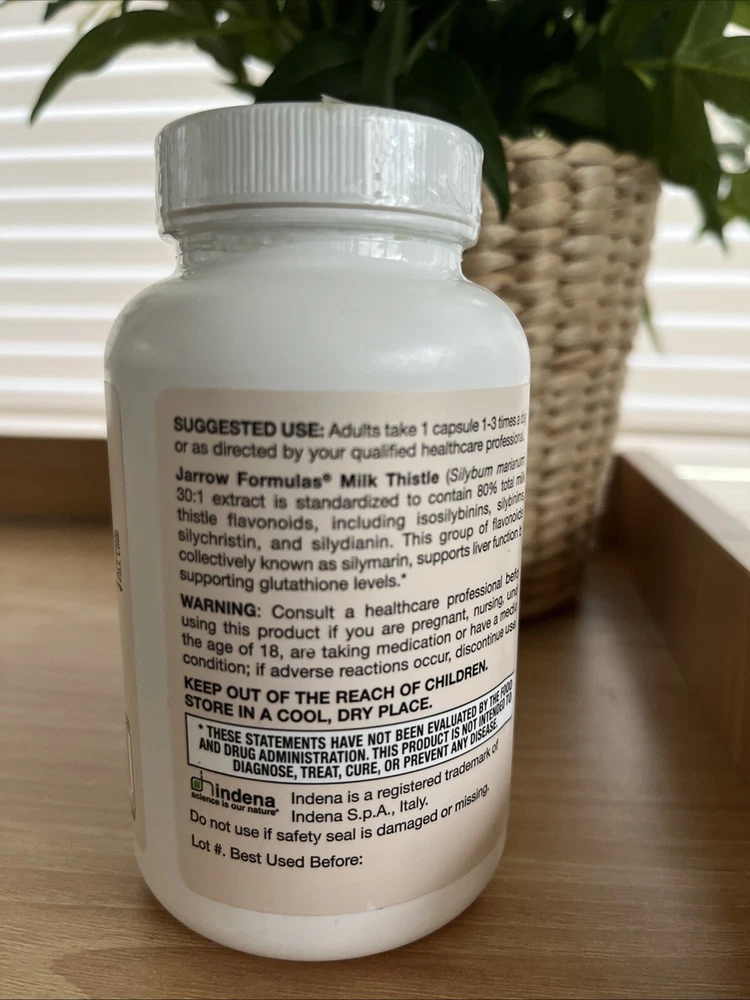 SUGGESTED USE: Adults take 1 capsule 1-3 times a
or as directed by your qualified healthcare professional.
Jarrow Formulas® Milk Thistle (Silybum marianum
30:1 extract is standardized to contain 80% total milk
thistle flavonoids, including isosilybinins, silybinins,
silychristin, and silydianin. This group of flavonoids
collectively known as silymarin, supports liver function
supporting glutathione levels.*
WARNING: Consult a healthcare professional
using this product if you are pregnant, nursing,
the age of 18, are taking medication or have a
condition; if adverse reactions occur, discontinue use.
KEEP OUT OF THE REACH OF CHILDREN.
STORE IN A COOL, DRY PLACE.
* THESE STATEMENTS HAVE NOT BEEN EVALUATED BY THE FOOD
AND DRUG ADMINISTRATION. THIS PRODUCT IS NOT INTENDED TO
DIAGNOSE, TREAT, CURE, OR PREVENT ANY DISEASE.
indena
science is our nature®
Indena is a registered trademark of
Indena S.p.A., Italy.
Do not use if safety seal is damaged or missing.
Lot #. Best Used Before: